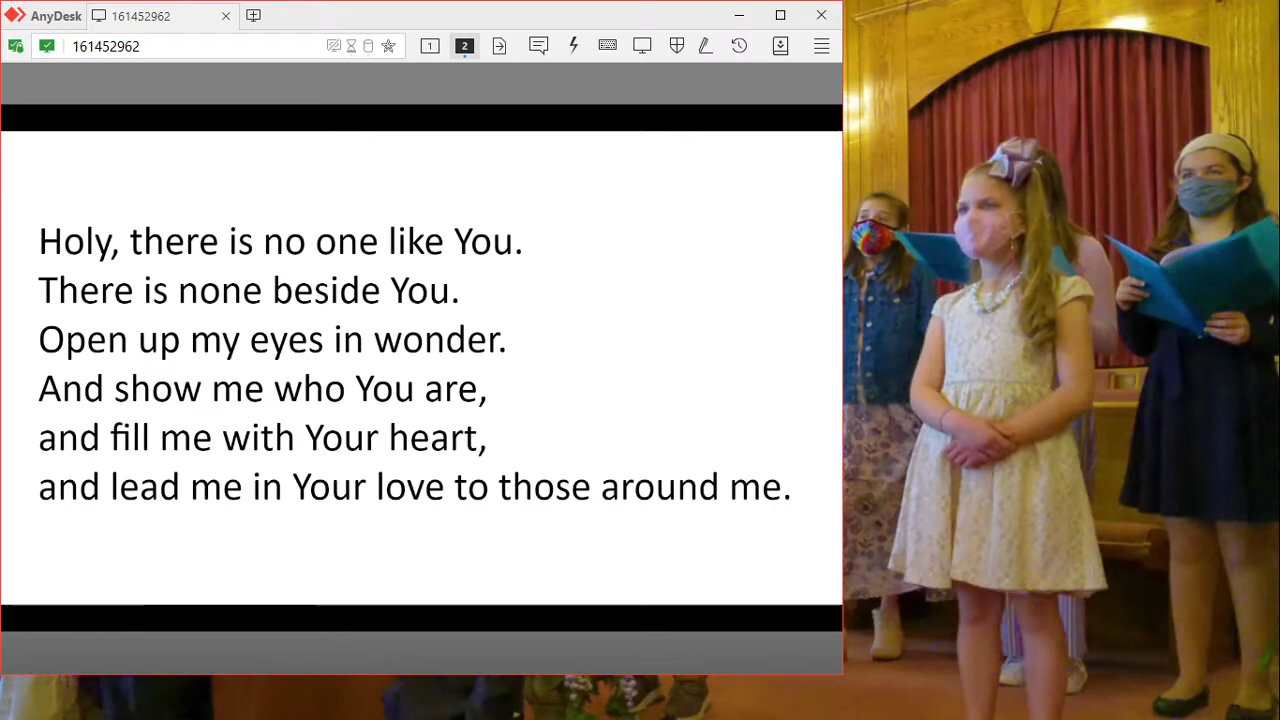 AnyDesk
161452962
161452962
1
2
Holy, there is no one like You.
There is none beside You.
Open up my eyes in wonder.
And show me who You are,
and fill me with Your heart,
and lead me in Your love to those around me.